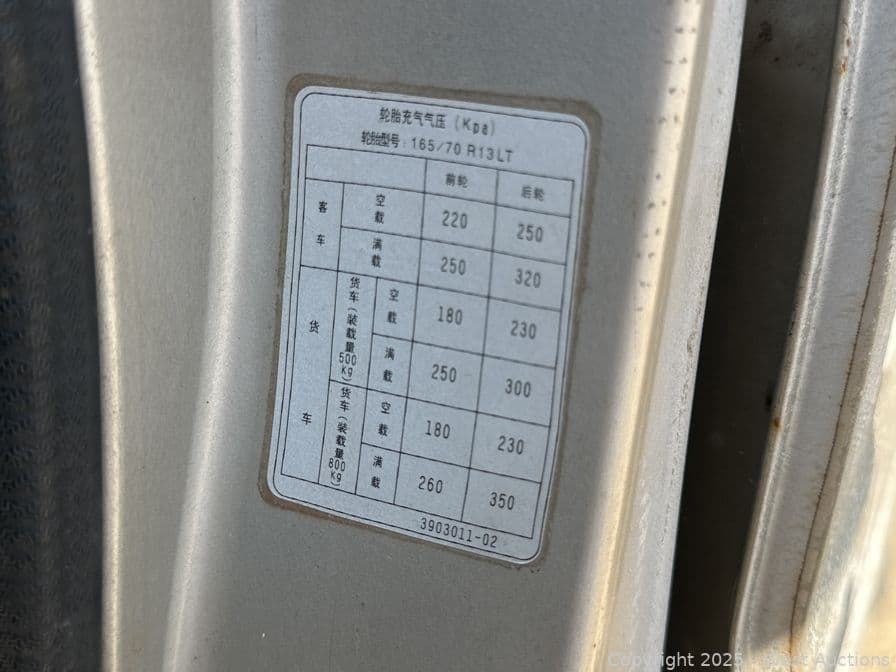 轮胎充气气压 (Kpa)
轮胎型号: 165/70 R13LT
前轮 后轮
客车 空载 220 250
满载 250 320
货车 货车(装载量500Kg) 空载 180 230
满载 250 300
货车(装载量800Kg) 空载 180 230
满载 260 350
3903011-02